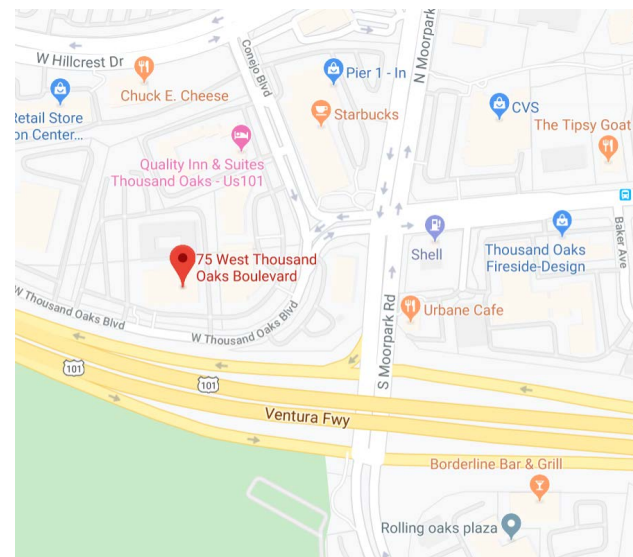 W Hillcrest Dr
Conejo Blvd
N Moorpark
Pier 1 - In
Chuck E. Cheese
Starbucks
CVS
Retail Store
on Center...
The Tipsy Goat
Quality Inn & Suites
Thousand Oaks - Us101
75 West Thousand
Oaks Boulevard
Shell
Thousand Oaks
Fireside-Design
Baker Ave
W Thousand Oaks Blvd
W Thousand Oaks Blvd
Urbane Cafe
S Moorpark Rd
101
101
Ventura Fwy
Borderline Bar & Grill
Rolling oaks plaza